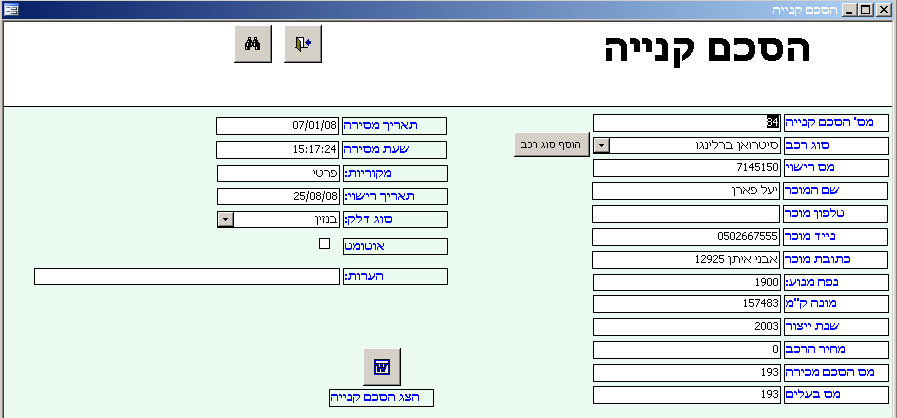 הסכם קנייה
הסכם קנייה
מס' הסכם קנייה 84
סוג רכב סיטרואן ברלינגו הוסף סוג רכב
מס רישוי 7145150
שם המוכר יעל פארן
טלפון מוכר
נייד מוכר 0502667555
כתובת מוכר אבני איתן 12925
נפח מנוע: 1900
מונה ק"מ 157483
שנת ייצור 2003
מחיר הרכב 0
מס הסכם מכירה 193
מס בעלים 193
תאריך מסירה 07/01/08
שעת מסירה 15:17:24
מקוריות: פרטי
תאריך רישוי: 25/08/08
סוג דלק: בנזין
אוטומט
הערות:
W
הצג הסכם קנייה